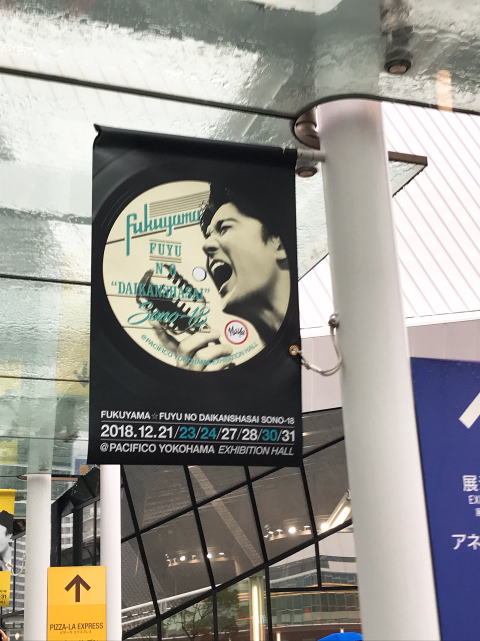 fukuyama
FUYU
NO
"DAIKANSHASAI"
Sono-18
@PACIFICO YOKOHAMA EXHIBITION HALL
FUKUYAMA☆FUYU NO DAIKANSHASAI SONO-18
2018.12.21/23/24/27/28/30/31
@PACIFICO YOKOHAMA EXHIBITION HALL
PIZZA-LA EXPRESS
展
アネ